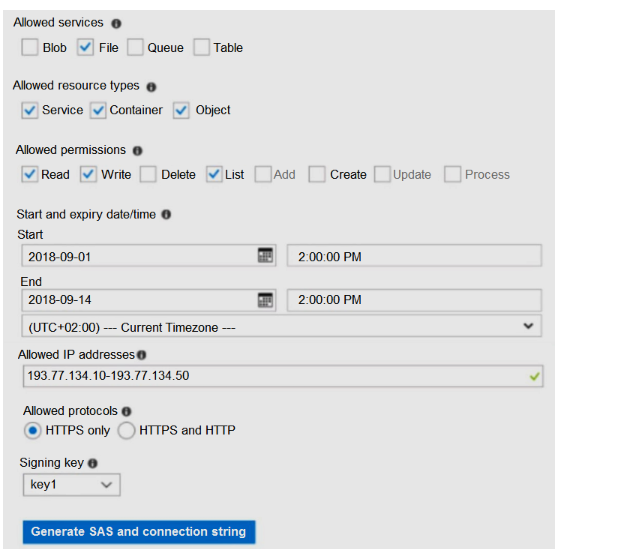 Allowed services
Blob File Queue Table
Allowed resource types
Service Container Object
Allowed permissions
Read Write Delete List Add Create Update Process
Start and expiry date/time
Start
2018-09-01 2:00:00 PM
End
2018-09-14 2:00:00 PM
(UTC+02:00) --- Current Timezone ---
Allowed IP addresses
193.77.134.10-193.77.134.50
Allowed protocols
HTTPS only HTTPS and HTTP
Signing key
key1
Generate SAS and connection string